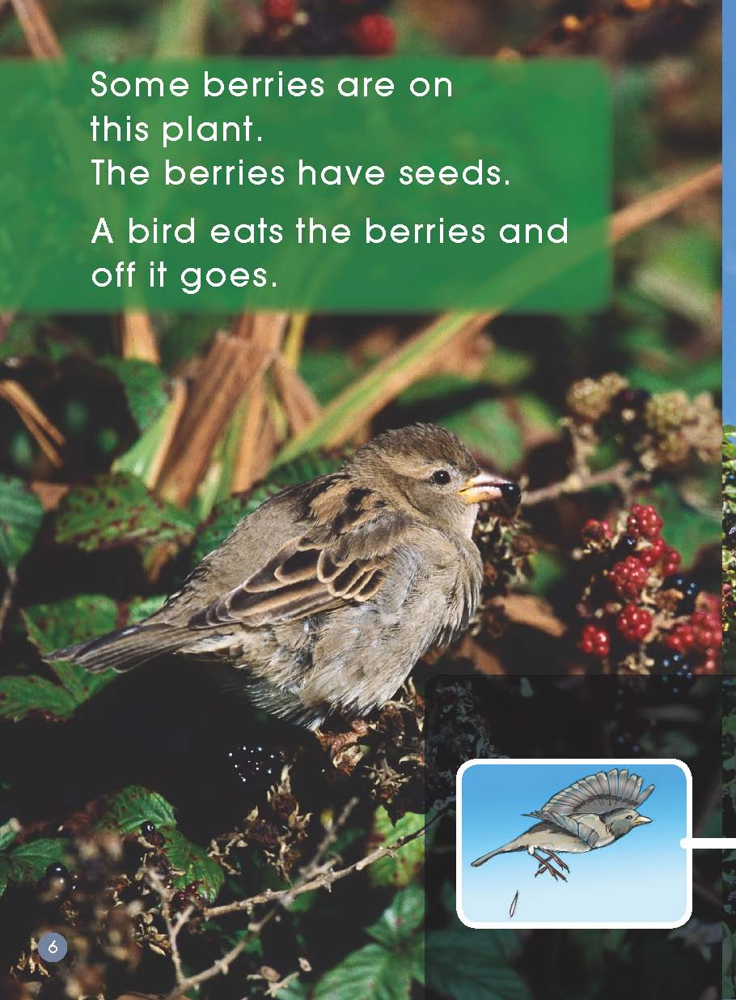 Some berries are on
this plant.
The berries have seeds.
A bird eats the berries and
off it goes.
6